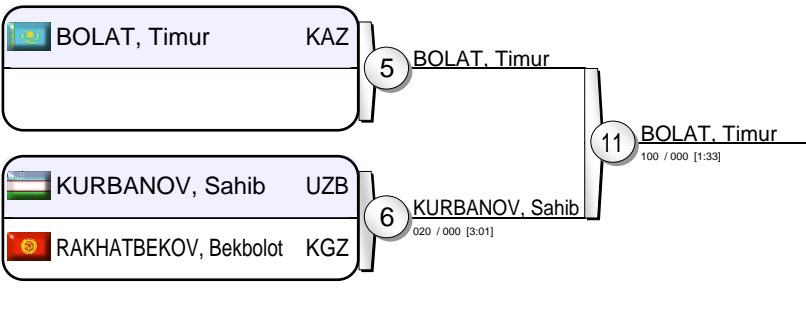 BOLAT, Timur KAZ
5
BOLAT, Timur
11
BOLAT, Timur
100 / 000 [1:33]
KURBANOV, Sahib UZB
RAKHATBEKOV, Bekbolot KGZ
6
KURBANOV, Sahib
020 / 000 [3:01]